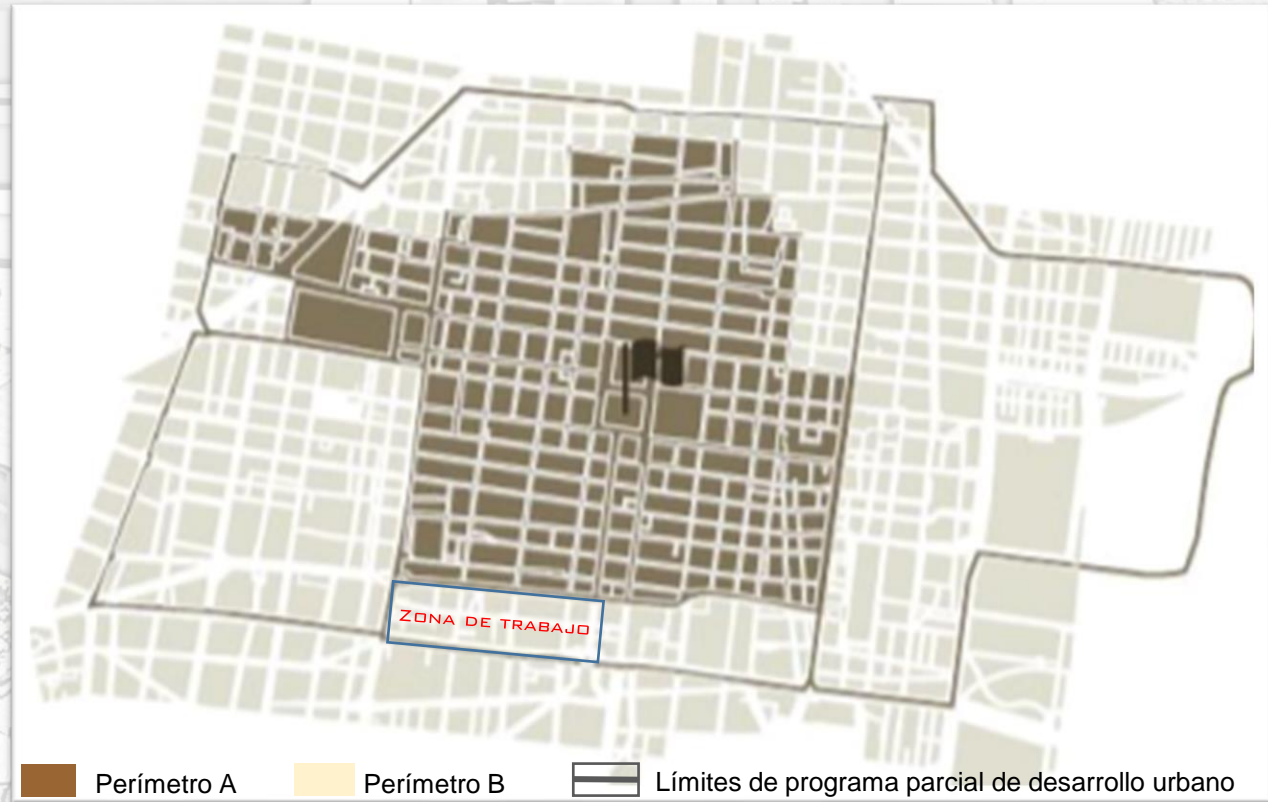 ZONA DE TRABAJO
Perímetro A
Perímetro B
Límites de programa parcial de desarrollo urbano